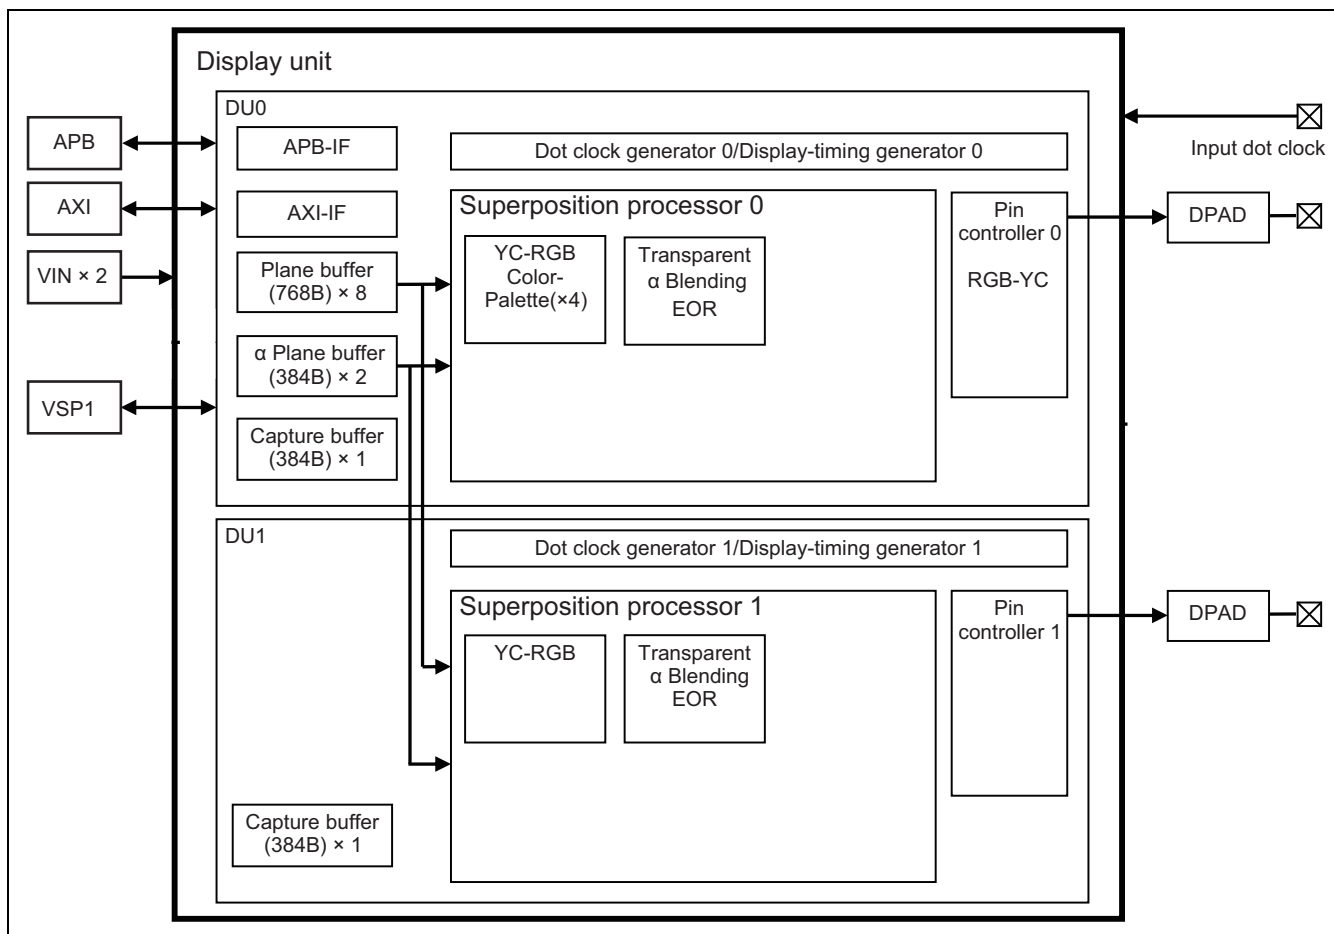 Display unit
DU0
APB
APB-IF
Dot clock generator 0/Display-timing generator 0
Input dot clock
AXI
AXI-IF
Superposition processor 0
Pin
controller 0
RGB-YC
DPAD
VIN × 2
Plane buffer
(768B) × 8
YC-RGB
Color-
Palette(×4)
Transparent
α Blending
EOR
α Plane buffer
(384B) × 2
VSP1
Capture buffer
(384B) × 1
DU1
Dot clock generator 1/Display-timing generator 1
Superposition processor 1
Pin
controller 1
DPAD
YC-RGB
Transparent
α Blending
EOR
Capture buffer
(384B) × 1